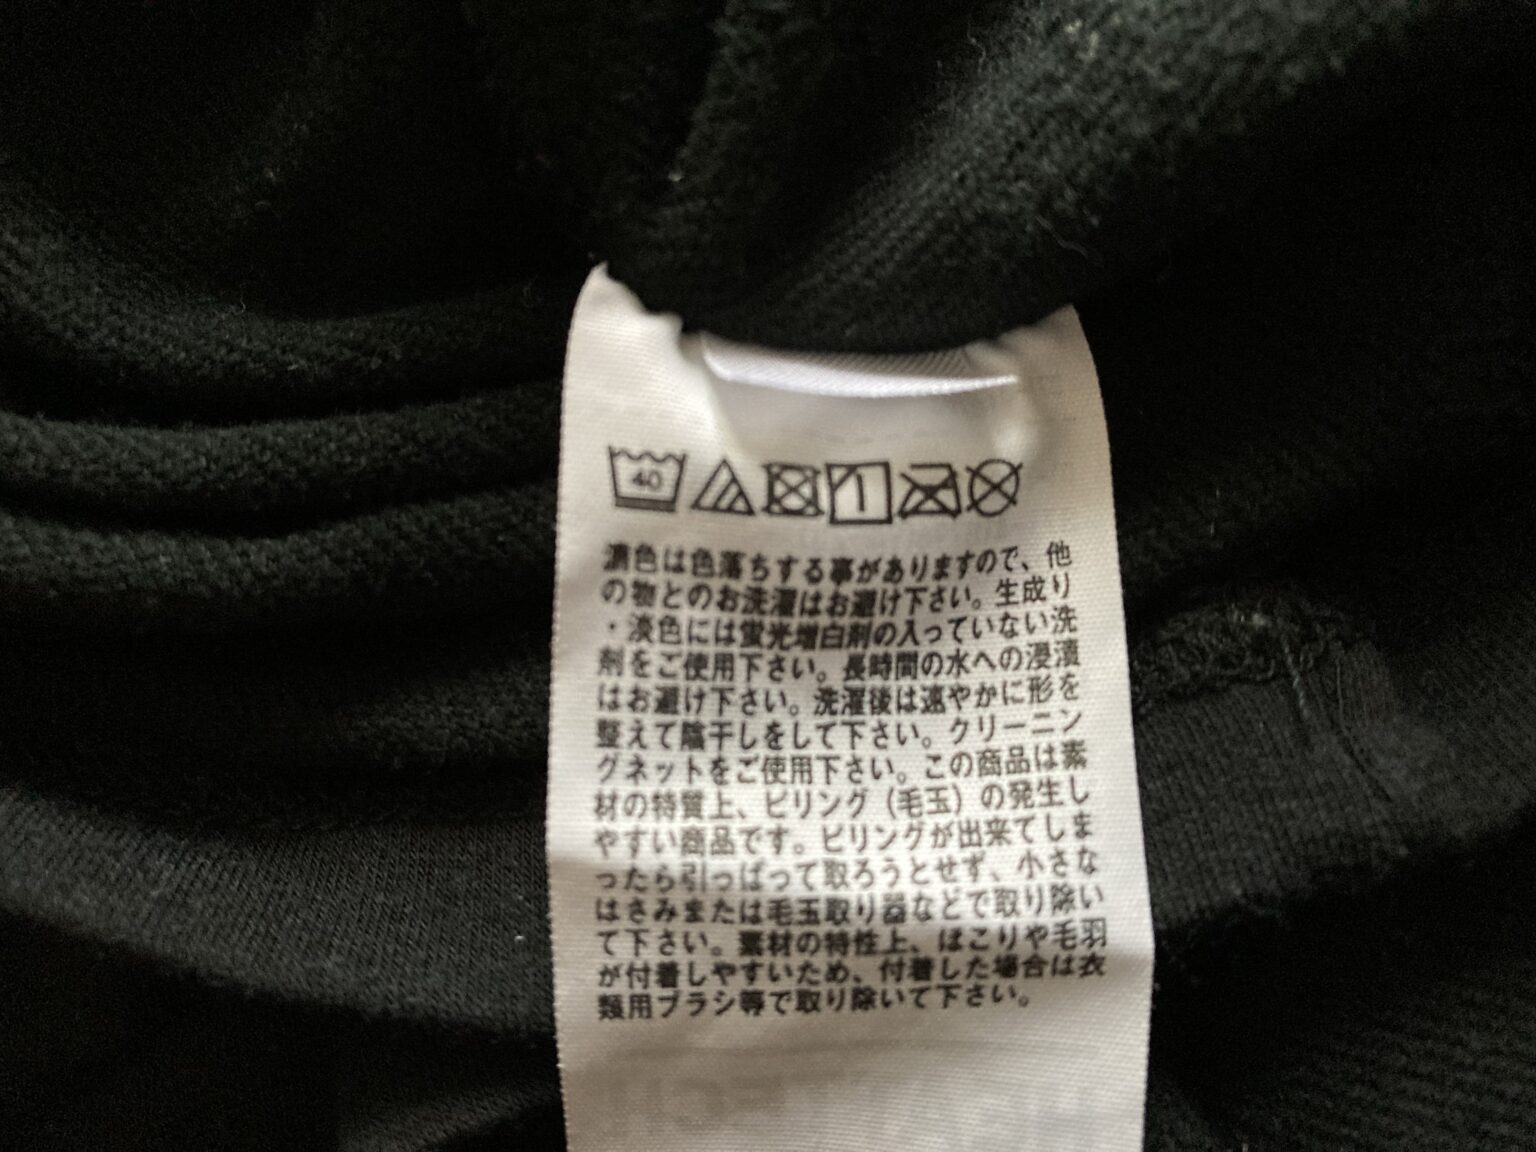 40
濃色は色落ちする事がありますので、他
の物とのお洗濯はお避け下さい。生成り
・淡色には蛍光増白剤の入っていない洗
剤をご使用下さい。長時間の水への浸漬
はお避け下さい。洗濯後は速やかに形を
整えて陰干しをして下さい。クリーニン
グネットをご使用下さい。この商品は素
材の特質上、ピリング（毛玉）の発生し
やすい商品です。ピリングが出来てしま
ったら引っぱって取ろうとせず、小さな
はさみまたは毛玉取り器などで取り除い
て下さい。素材の特性上、ほこりや毛羽
が付着しやすいため、付着した場合は衣
類用ブラシ等で取り除いて下さい。